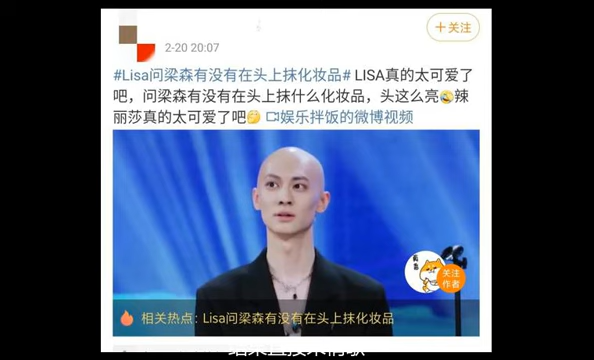 +关注
2-20 20:07
#Lisa问梁森有没有在头上抹化妆品# LISA真的太可爱了
吧，问梁森有没有在头上抹什么化妆品，头这么亮🤣辣
丽莎真的太可爱了吧🤔娱乐拌饭的微博视频
关注
作者
相关热点：Lisa问梁森有没有在头上抹化妆品